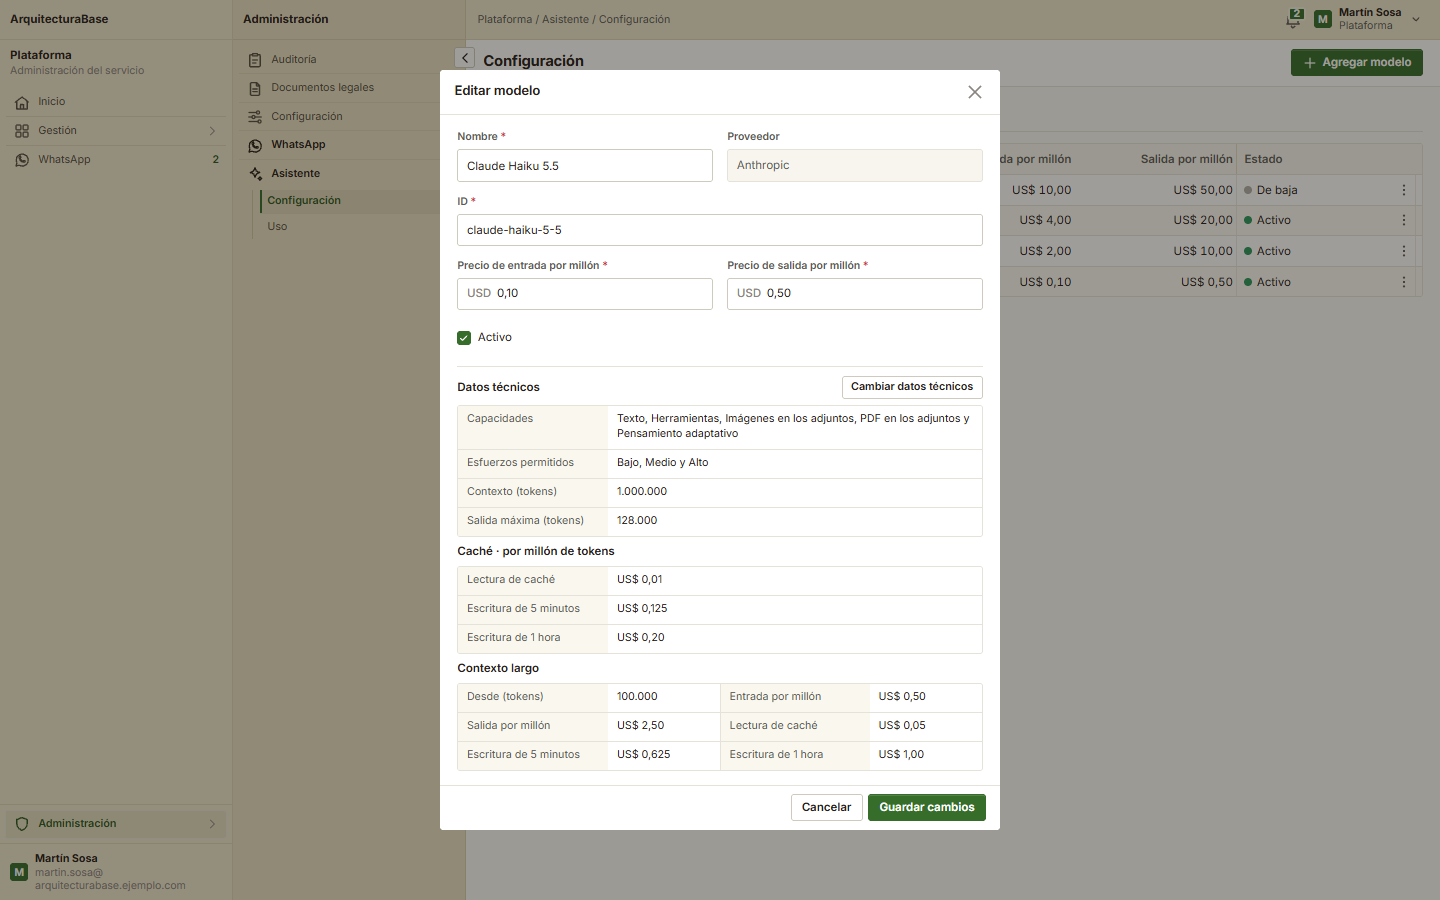 ArquitecturaBase
Plataforma
Administración del servicio
Inicio
Gestión
WhatsApp 2
Administración
Martín Sosa
martin.sosa@
arquitecturabase.ejemplo.com
Administración
Auditoría
Documentos legales
Configuración
WhatsApp
Asistente
Configuración
Uso
Plataforma / Asistente / Configuración
2
M
Martín Sosa
Plataforma
Configuración
Agregar modelo
por millón Salida por millón Estado
US$ 10,00 US$ 50,00 De baja
US$ 4,00 US$ 20,00 Activo
US$ 2,00 US$ 10,00 Activo
US$ 0,10 US$ 0,50 Activo
Editar modelo
Nombre * Proveedor
Claude Haiku 5.5 Anthropic
ID *
claude-haiku-5-5
Precio de entrada por millón * Precio de salida por millón *
USD 0,10 USD 0,50
Activo
Datos técnicos Cambiar datos técnicos
Capacidades Texto, Herramientas, Imágenes en los adjuntos, PDF en los adjuntos y
Pensamiento adaptativo
Esfuerzos permitidos Bajo, Medio y Alto
Contexto (tokens) 1.000.000
Salida máxima (tokens) 128.000
Caché · por millón de tokens
Lectura de caché US$ 0,01
Escritura de 5 minutos US$ 0,125
Escritura de 1 hora US$ 0,20
Contexto largo
Desde (tokens) 100.000 Entrada por millón US$ 0,50
Salida por millón US$ 2,50 Lectura de caché US$ 0,05
Escritura de 5 minutos US$ 0,625 Escritura de 1 hora US$ 1,00
Cancelar Guardar cambios
M